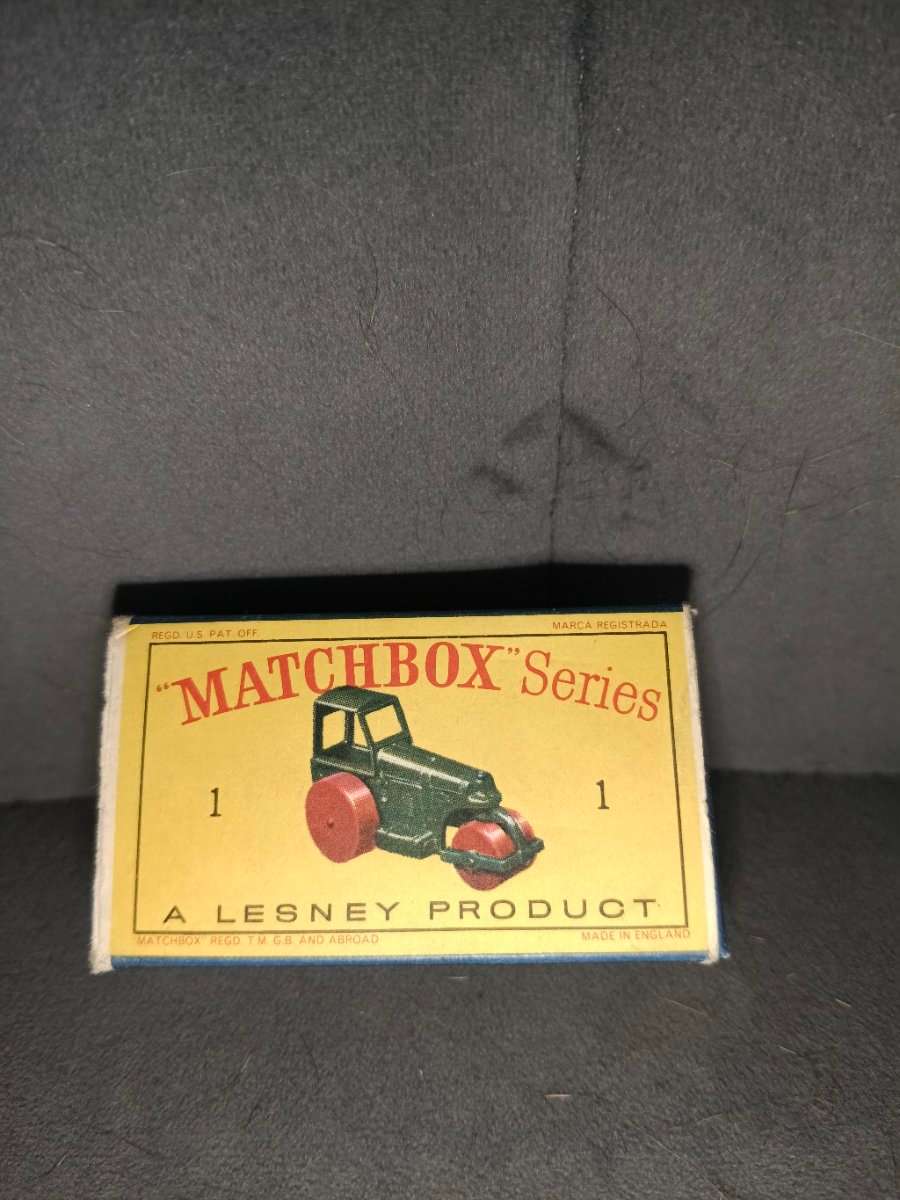 REGD. U.S. PAT. OFF. MARCA REGISTRADA
"MATCHBOX" Series
1 1
A LESNEY PRODUCT
MATCHBOX REGD. T.M. G.B. AND ABROAD MADE IN ENGLAND